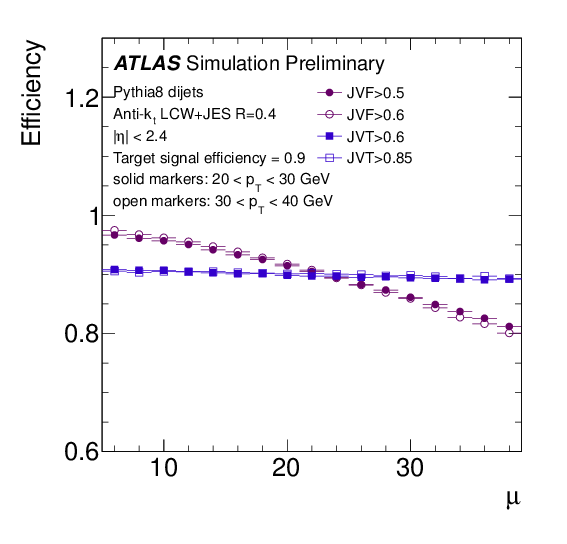 Efficiency
ATLAS Simulation Preliminary
Pythia8 dijets
Anti-kt LCW+JES R=0.4
|η| < 2.4
Target signal efficiency = 0.9
solid markers: 20 < pT < 30 GeV
open markers: 30 < pT < 40 GeV
JVF>0.5
JVF>0.6
JVT>0.6
JVT>0.85
1.2
1
0.8
0.6
10 20 30
μ